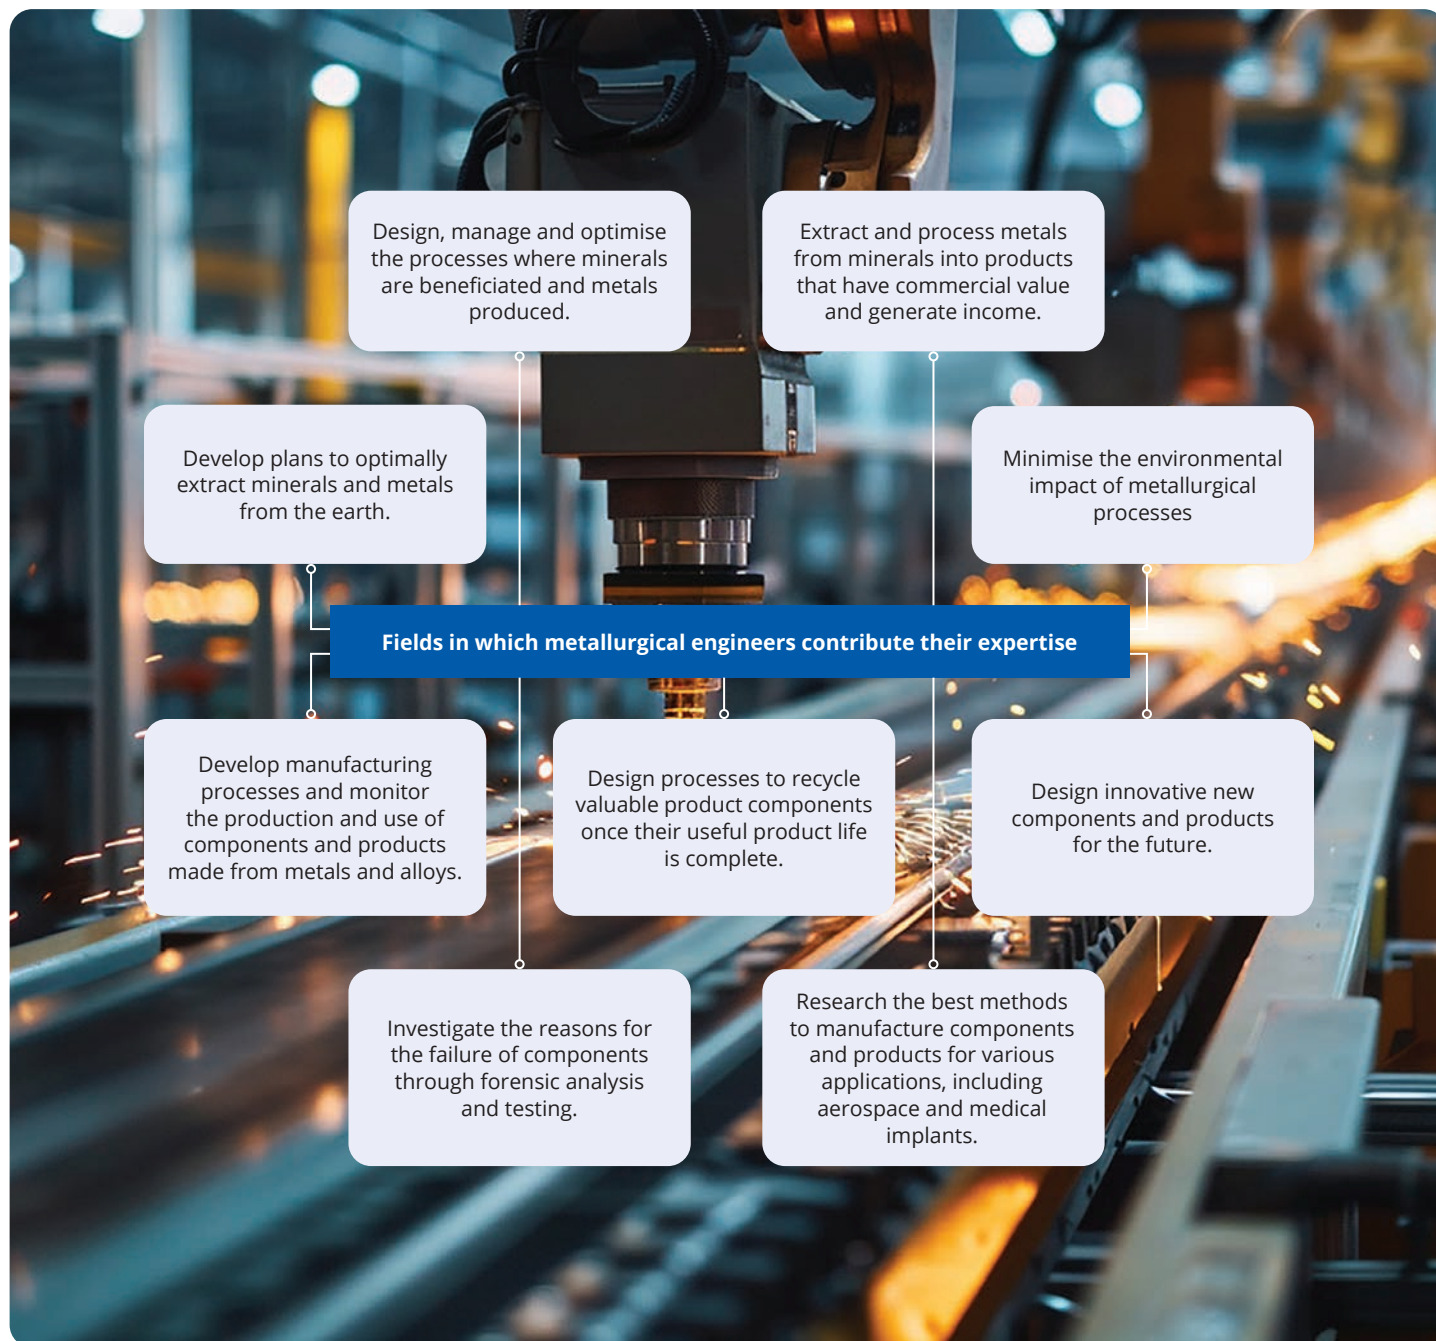 Design, manage and optimise
the processes where minerals
are beneficiated and metals
produced.
Extract and process metals
from minerals into products
that have commercial value
and generate income.
Develop plans to optimally
extract minerals and metals
from the earth.
Minimise the environmental
impact of metallurgical
processes
Fields in which metallurgical engineers contribute their expertise
Develop manufacturing
processes and monitor
the production and use of
components and products
made from metals and alloys.
Design processes to recycle
valuable product components
once their useful product life
is complete.
Design innovative new
components and products
for the future.
Investigate the reasons for
the failure of components
through forensic analysis
and testing.
Research the best methods
to manufacture components
and products for various
applications, including
aerospace and medical
implants.